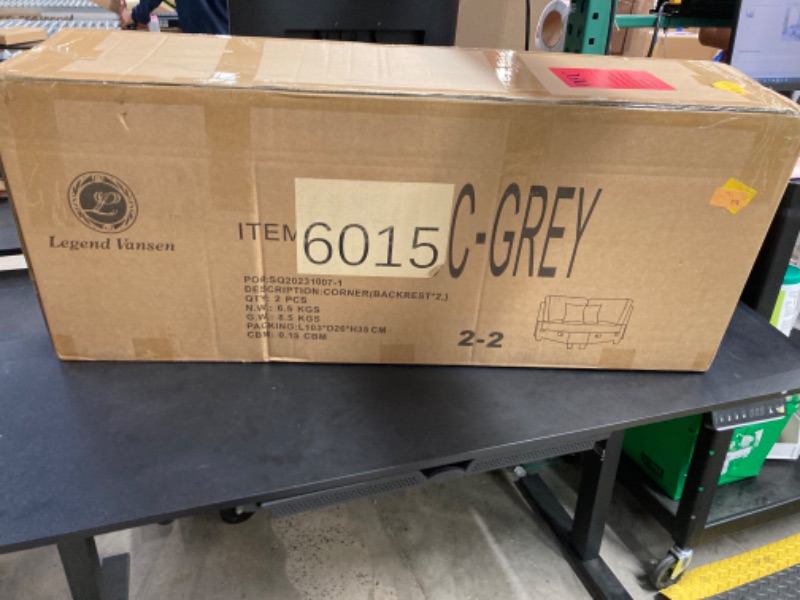 Legend Vansen
ITEM 6015 C-GREY
PO#:SQ20231007-1
DESCRIPTION:CORNER(BACKREST*2,)
QTY: 2 PCS
N.W.: 6.5 KGS
G.W.: 8.5 KGS
PACKING:L103*D26*H35 CM
CBM: 0.15 CBM
2-2